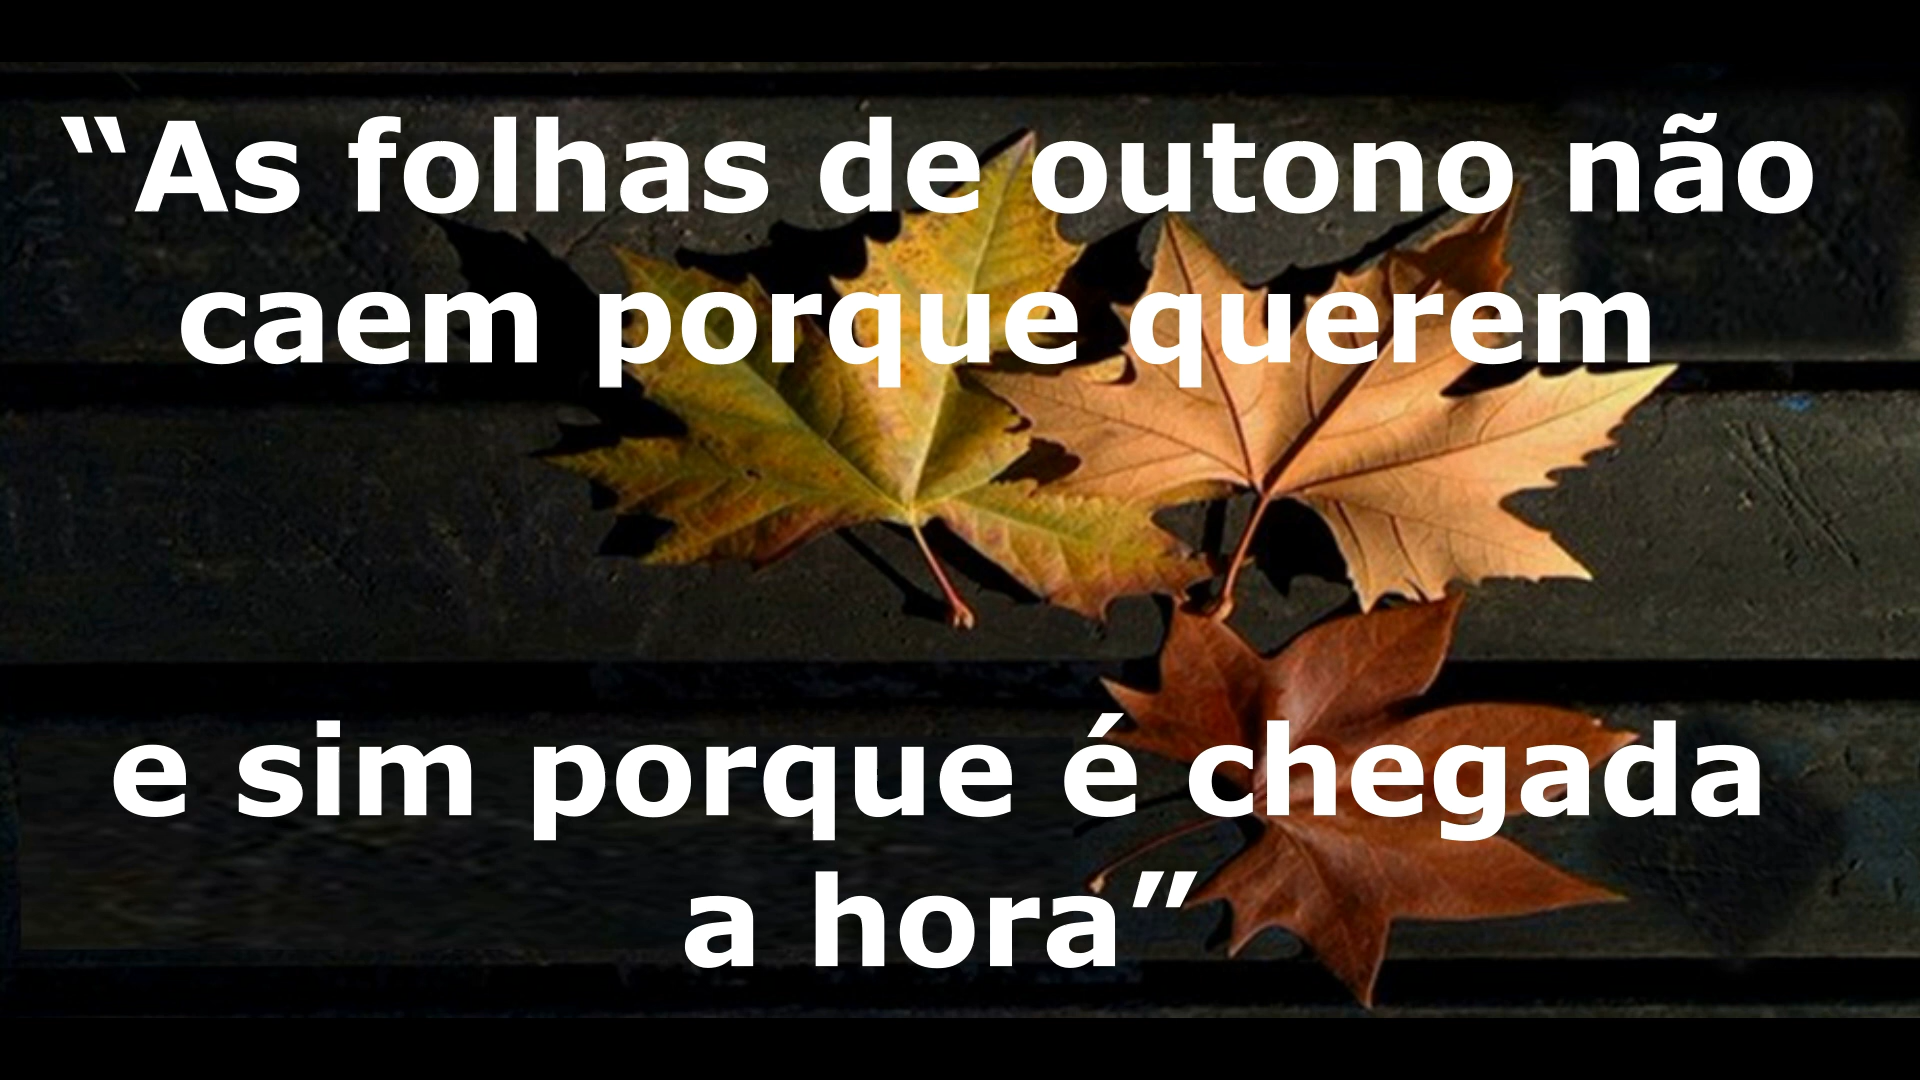 “As folhas de outono não
caem porque querem
e sim porque é chegada
a hora”